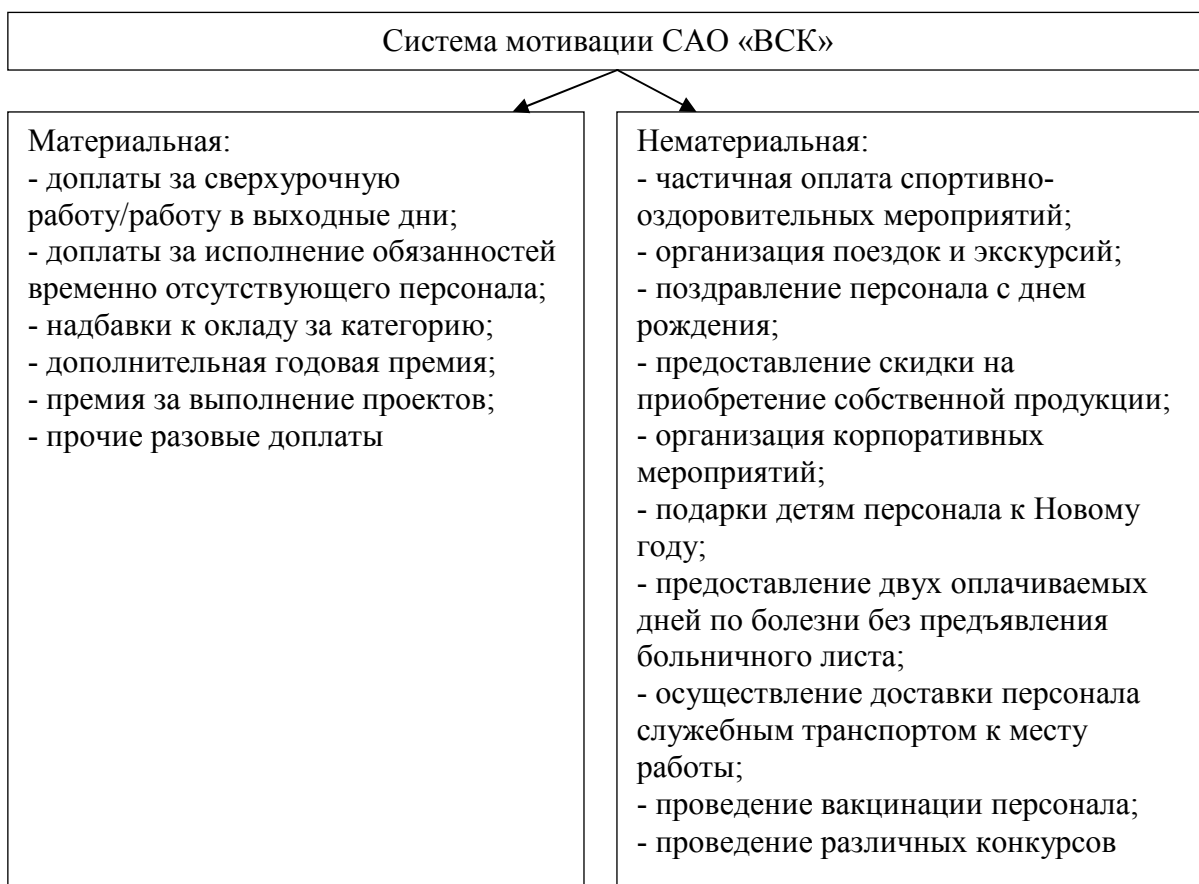 Система мотивации САО «ВСК»
Материальная:
- доплаты за сверхурочную
работу/работу в выходные дни;
- доплаты за исполнение обязанностей
временно отсутствующего персонала;
- надбавки к окладу за категорию;
- дополнительная годовая премия;
- премия за выполнение проектов;
- прочие разовые доплаты
Нематериальная:
- частичная оплата спортивно-
оздоровительных мероприятий;
- организация поездок и экскурсий;
- поздравление персонала с днем
рождения;
- предоставление скидки на
приобретение собственной продукции;
- организация корпоративных
мероприятий;
- подарки детям персонала к Новому
году;
- предоставление двух оплачиваемых
дней по болезни без предъявления
больничного листа;
- осуществление доставки персонала
служебным транспортом к месту
работы;
- проведение вакцинации персонала;
- проведение различных конкурсов